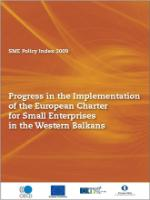 SME Policy Index 2009
Progress in the Implementation
of the European Charter
for Small Enterprises
in the Western Balkans
OECD